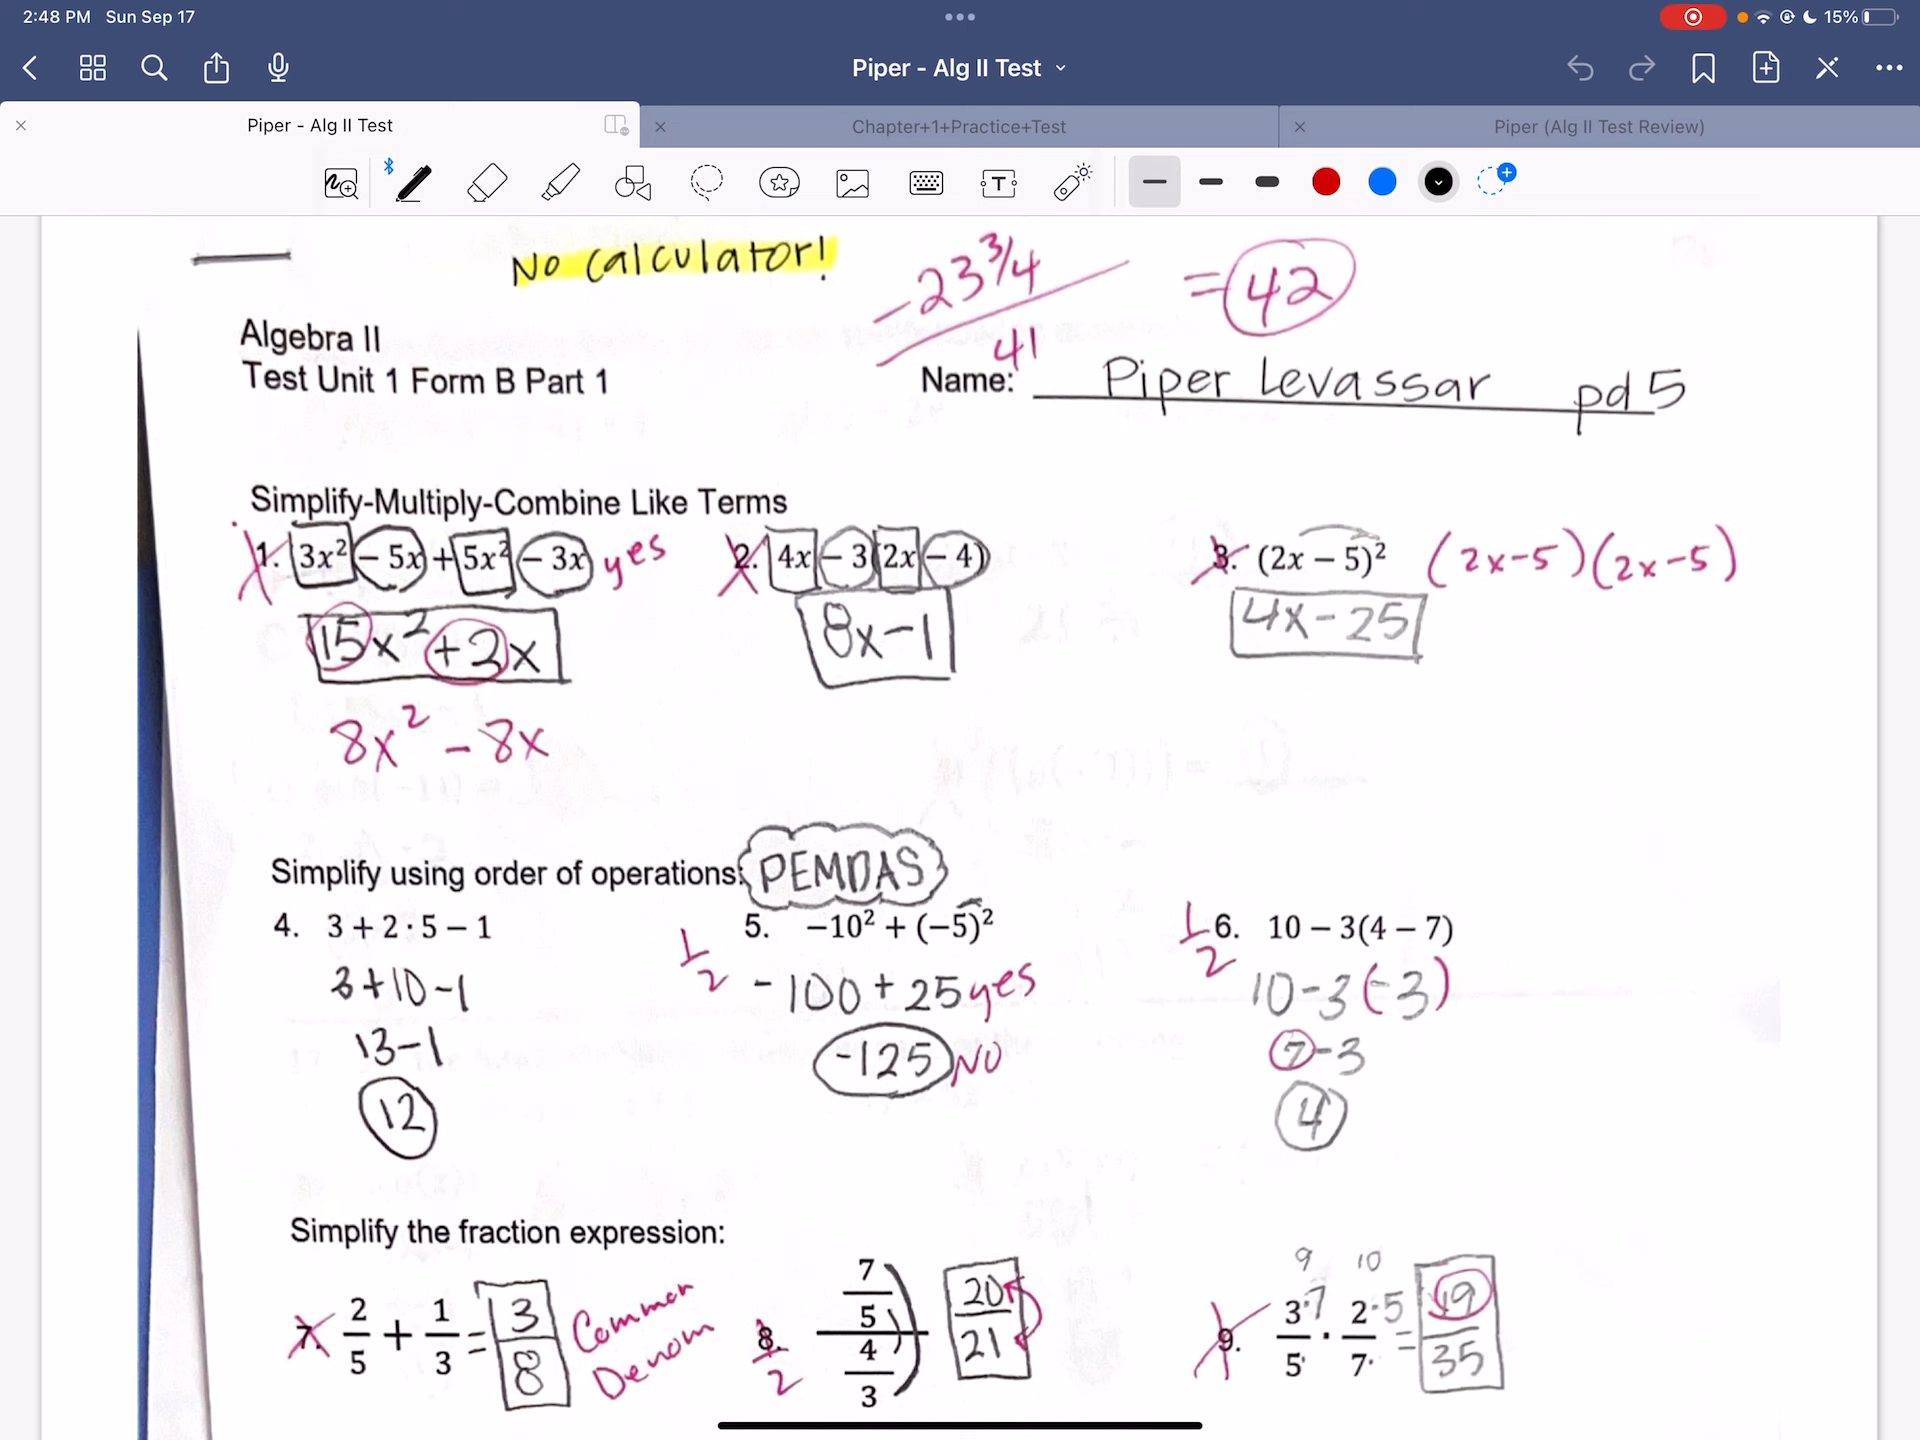 2:48 PM Sun Sep 17
15%
Piper - Alg II Test
Piper - Alg II Test
Chapter+1+Practice+Test
Piper (Alg II Test Review)
No calculator!
-23 3/4
41
= 42
Algebra II
Test Unit 1 Form B Part 1
Name: Piper Levassar pd 5
Simplify-Multiply-Combine Like Terms
1. 3x² − 5x + 5x² − 3x yes
15x² + 2x
8x² - 8x
2. 4x − 3(2x − 4)
8x-1
3. (2x − 5)² (2x-5)(2x-5)
4x-25
Simplify using order of operations: PEMDAS
4. 3 + 2 · 5 − 1
3+10-1
13-1
12
1/2 5. −10² + (−5)²
-100 + 25 yes
-125 NO
1/2 6. 10 − 3(4 − 7)
10-3(-3)
7-3
4
Simplify the fraction expression:
7. 2/5 + 1/3 = 3/8 Common Denom
8. 7/5 / 4/3 20/21
1/2
9 10
9. 3·7/5 · 2·5/7 = 19/35